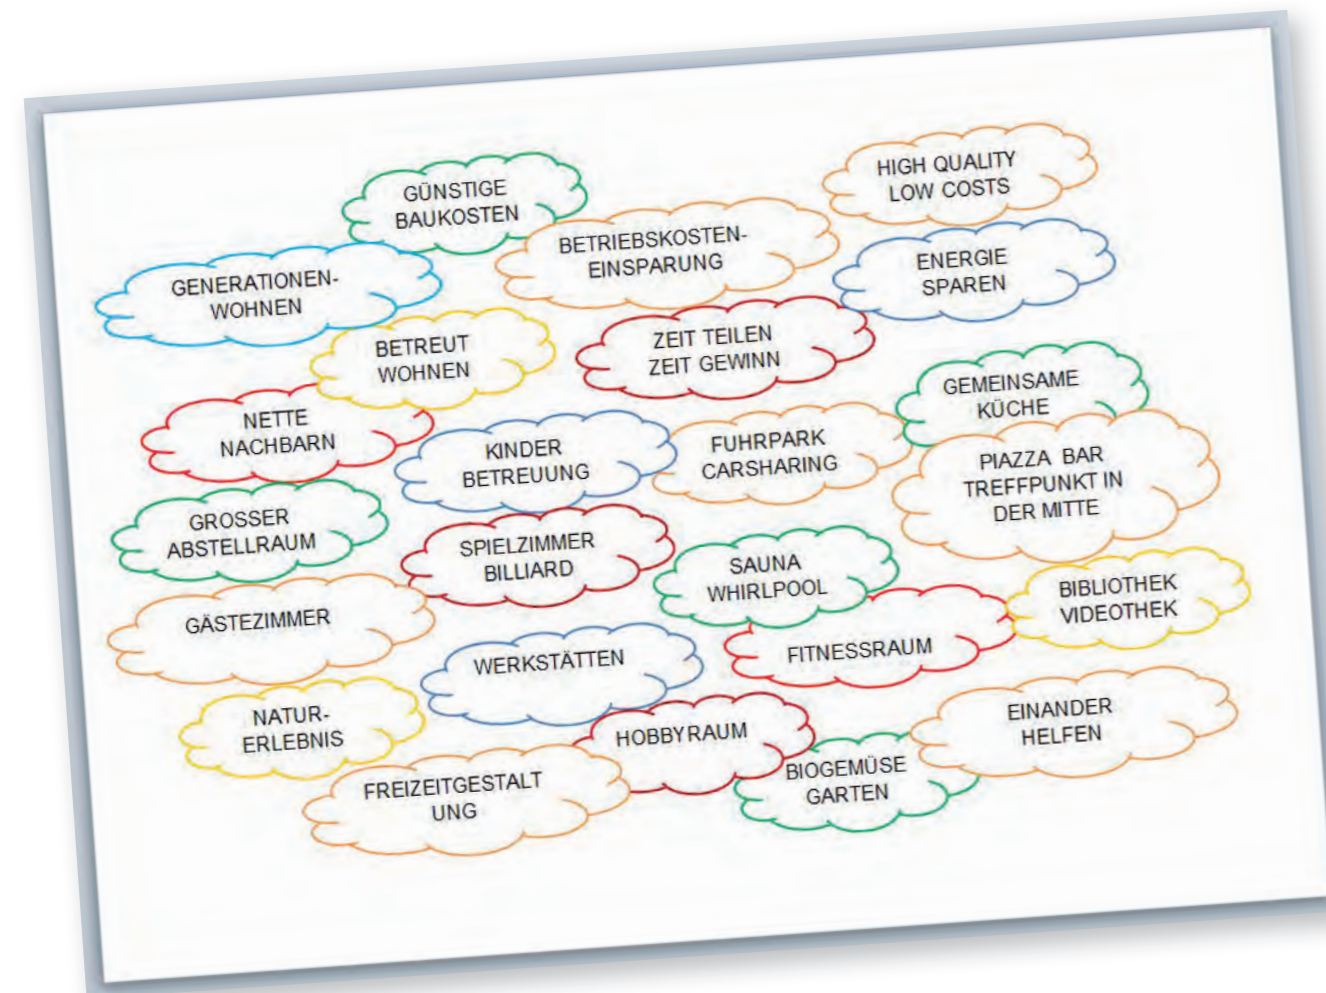 GÜNSTIGE
BAUKOSTEN
HIGH QUALITY
LOW COSTS
BETRIEBSKOSTEN-
EINSPARUNG
GENERATIONEN-
WOHNEN
ENERGIE
SPAREN
BETREUT
WOHNEN
ZEIT TEILEN
ZEIT GEWINN
GEMEINSAME
KÜCHE
NETTE
NACHBARN
KINDER
BETREUUNG
FUHRPARK
CARSHARING
PIAZZA BAR
TREFFPUNKT IN
DER MITTE
GROSSER
ABSTELLRAUM
SPIELZIMMER
BILLIARD
SAUNA
WHIRLPOOL
BIBLIOTHEK
VIDEOTHEK
GÄSTEZIMMER
WERKSTÄTTEN
FITNESSRAUM
NATUR-
ERLEBNIS
HOBBYRAUM
EINANDER
HELFEN
FREIZEITGESTALT
UNG
BIOGEMÜSE
GARTEN